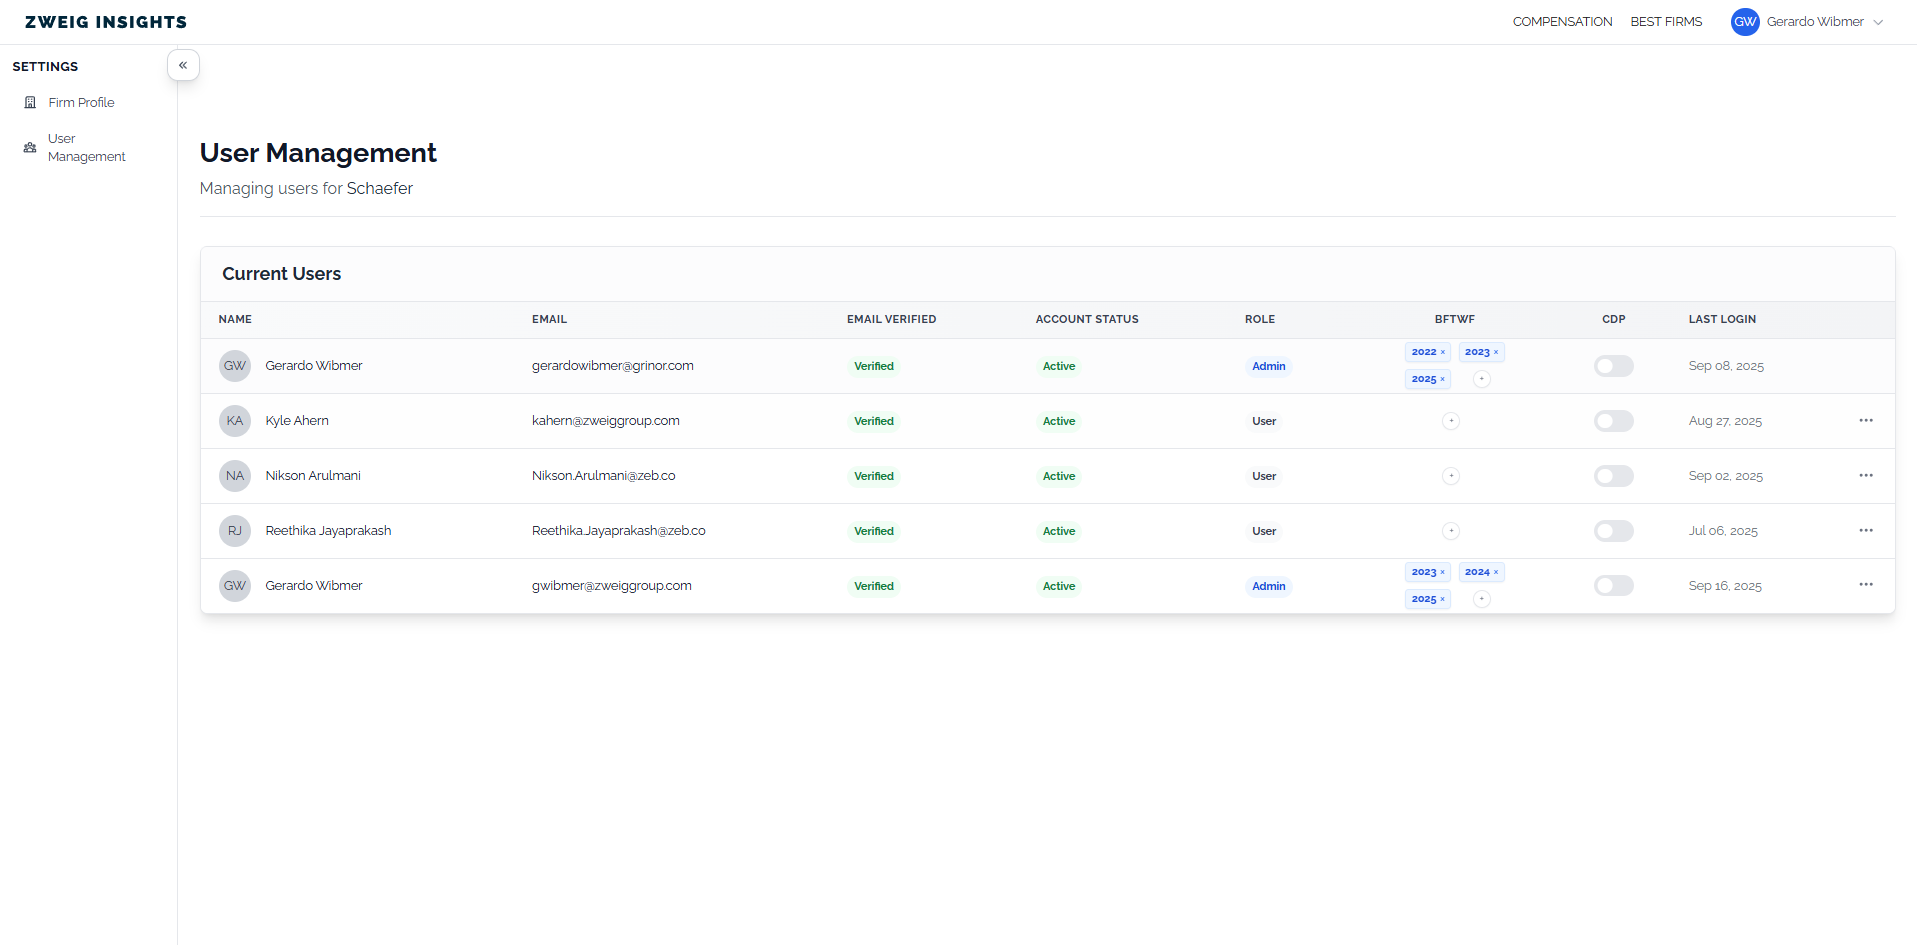 ZWEIG INSIGHTS
COMPENSATION BEST FIRMS GW Gerardo Wibmer
SETTINGS «
Firm Profile
User
Management
User Management
Managing users for Schaefer
Current Users
NAME EMAIL EMAIL VERIFIED ACCOUNT STATUS ROLE BFTWF CDP LAST LOGIN
GW Gerardo Wibmer gerardowibmer@grinor.com Verified Active Admin 2022 × 2023 × 2025 × + Sep 08, 2025
KA Kyle Ahern kahern@zweiggroup.com Verified Active User + Aug 27, 2025 ...
NA Nikson Arulmani Nikson.Arulmani@zeb.co Verified Active User + Sep 02, 2025 ...
RJ Reethika Jayaprakash Reethika.Jayaprakash@zeb.co Verified Active User + Jul 06, 2025 ...
GW Gerardo Wibmer gwibmer@zweiggroup.com Verified Active Admin 2023 × 2024 × 2025 × + Sep 16, 2025 ...